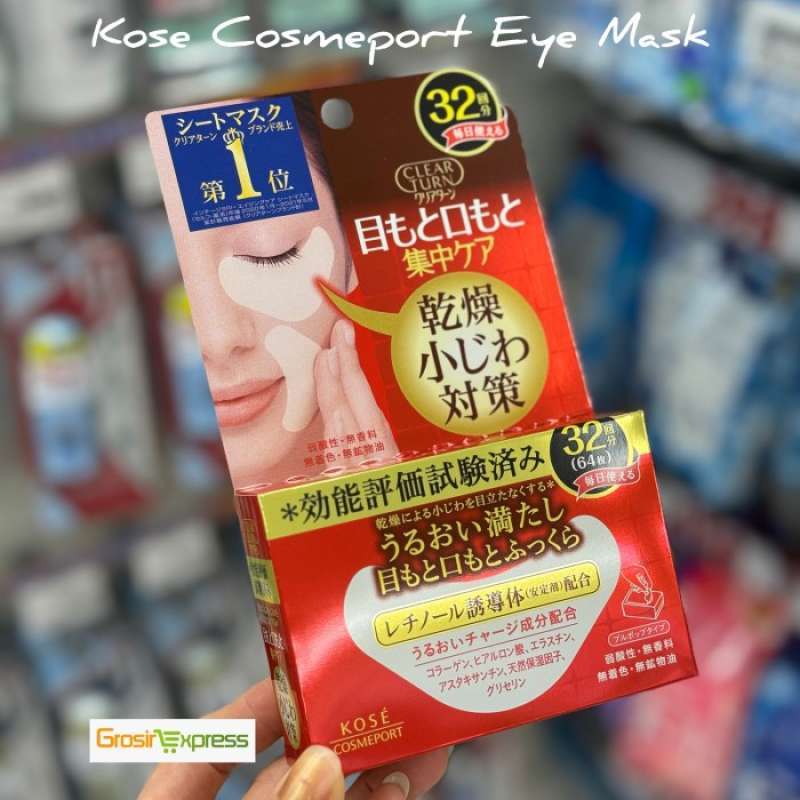 Kose Cosmeport Eye Mask
シートマスク
クリアターン ブランド売上
第1位
32回分
毎日使える
CLEAR
TURN
クリアターン
目もと口もと
集中ケア
乾燥
小じわ
対策
弱酸性・無香料
無着色・無鉱物油
*効能評価試験済み
32回分
(64枚)
毎日使える
乾燥による小じわを目立たなくする*
うるおい満たし
目もと口もとふっくら
レチノール誘導体(安定剤)配合
うるおいチャージ成分配合
コラーゲン、ヒアルロン酸、エラスチン、
アスタキサンチン、天然保湿因子、
グリセリン
プルポップタイプ
弱酸性・無香料
無着色・無鉱物油
KOSÉ
COSMEPORT
Grosir Express